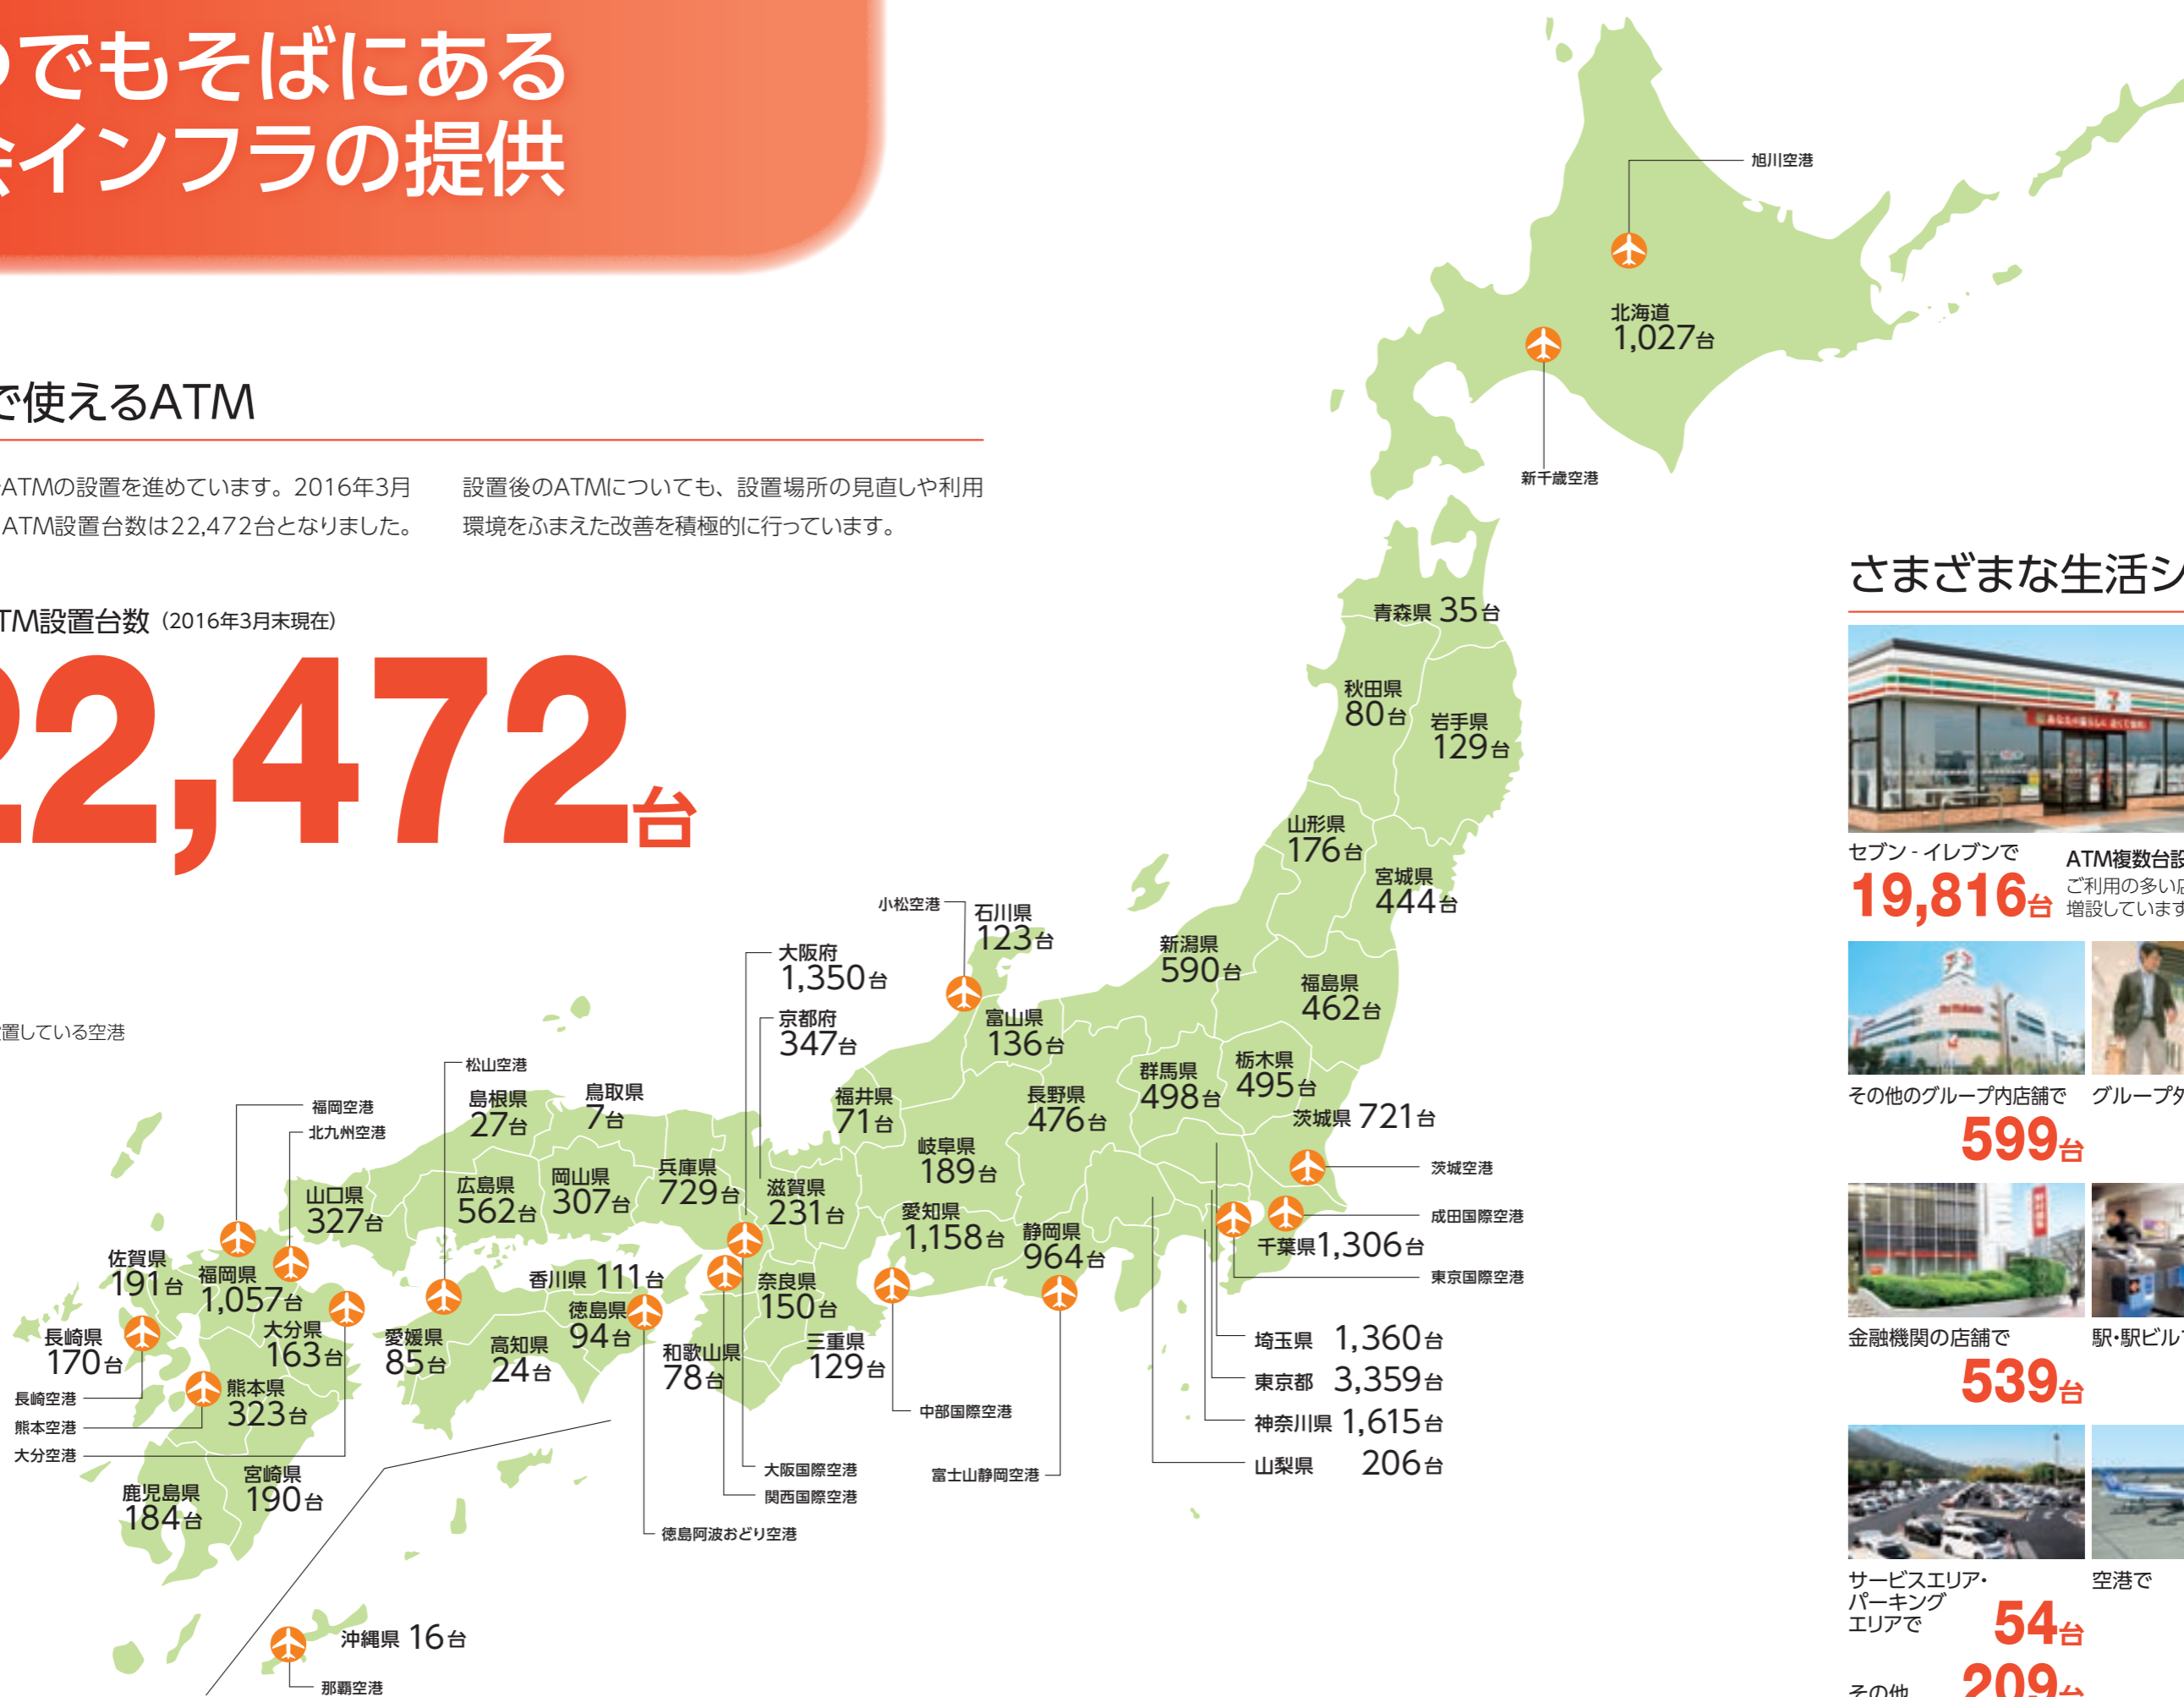 つでもそばにある
会インフラの提供
で使えるATM
ATMの設置を進めています。2016年3月
ATM設置台数は22,472台となりました。
設置後のATMについても、設置場所の見直しや利用
環境をふまえた改善を積極的に行っています。
TM設置台数（2016年3月末現在）
22,472台
置している空港
旭川空港
北海道
1,027台
新千歳空港
青森県 35台
秋田県
80台
岩手県
129台
山形県
176台
宮城県
444台
新潟県
590台
福島県
462台
小松空港
石川県
123台
富山県
136台
大阪府
1,350台
京都府
347台
福井県
71台
長野県
476台
群馬県
498台
栃木県
495台
茨城県 721台
岐阜県
189台
愛知県
1,158台
静岡県
964台
茨城空港
成田国際空港
千葉県1,306台
東京国際空港
埼玉県 1,360台
東京都 3,359台
神奈川県 1,615台
山梨県 206台
松山空港
島根県
27台
鳥取県
7台
福岡空港
北九州空港
山口県
327台
広島県
562台
岡山県
307台
兵庫県
729台
滋賀県
231台
奈良県
150台
三重県
129台
和歌山県
78台
香川県 111台
徳島県
94台
愛媛県
85台
高知県
24台
佐賀県
191台
福岡県
1,057台
長崎県
170台
大分県
163台
熊本県
323台
長崎空港
熊本空港
大分空港
鹿児島県
184台
宮崎県
190台
中部国際空港
富士山静岡空港
大阪国際空港
関西国際空港
徳島阿波おどり空港
沖縄県 16台
那覇空港
さまざまな生活シ
セブン‐イレブンで
19,816台
ATM複数台設
ご利用の多い店
増設しています
その他のグループ内店舗で
599台
グループ外
金融機関の店舗で
539台
駅・駅ビル
サービスエリア・
パーキング
エリアで
54台
空港で
その他
209台